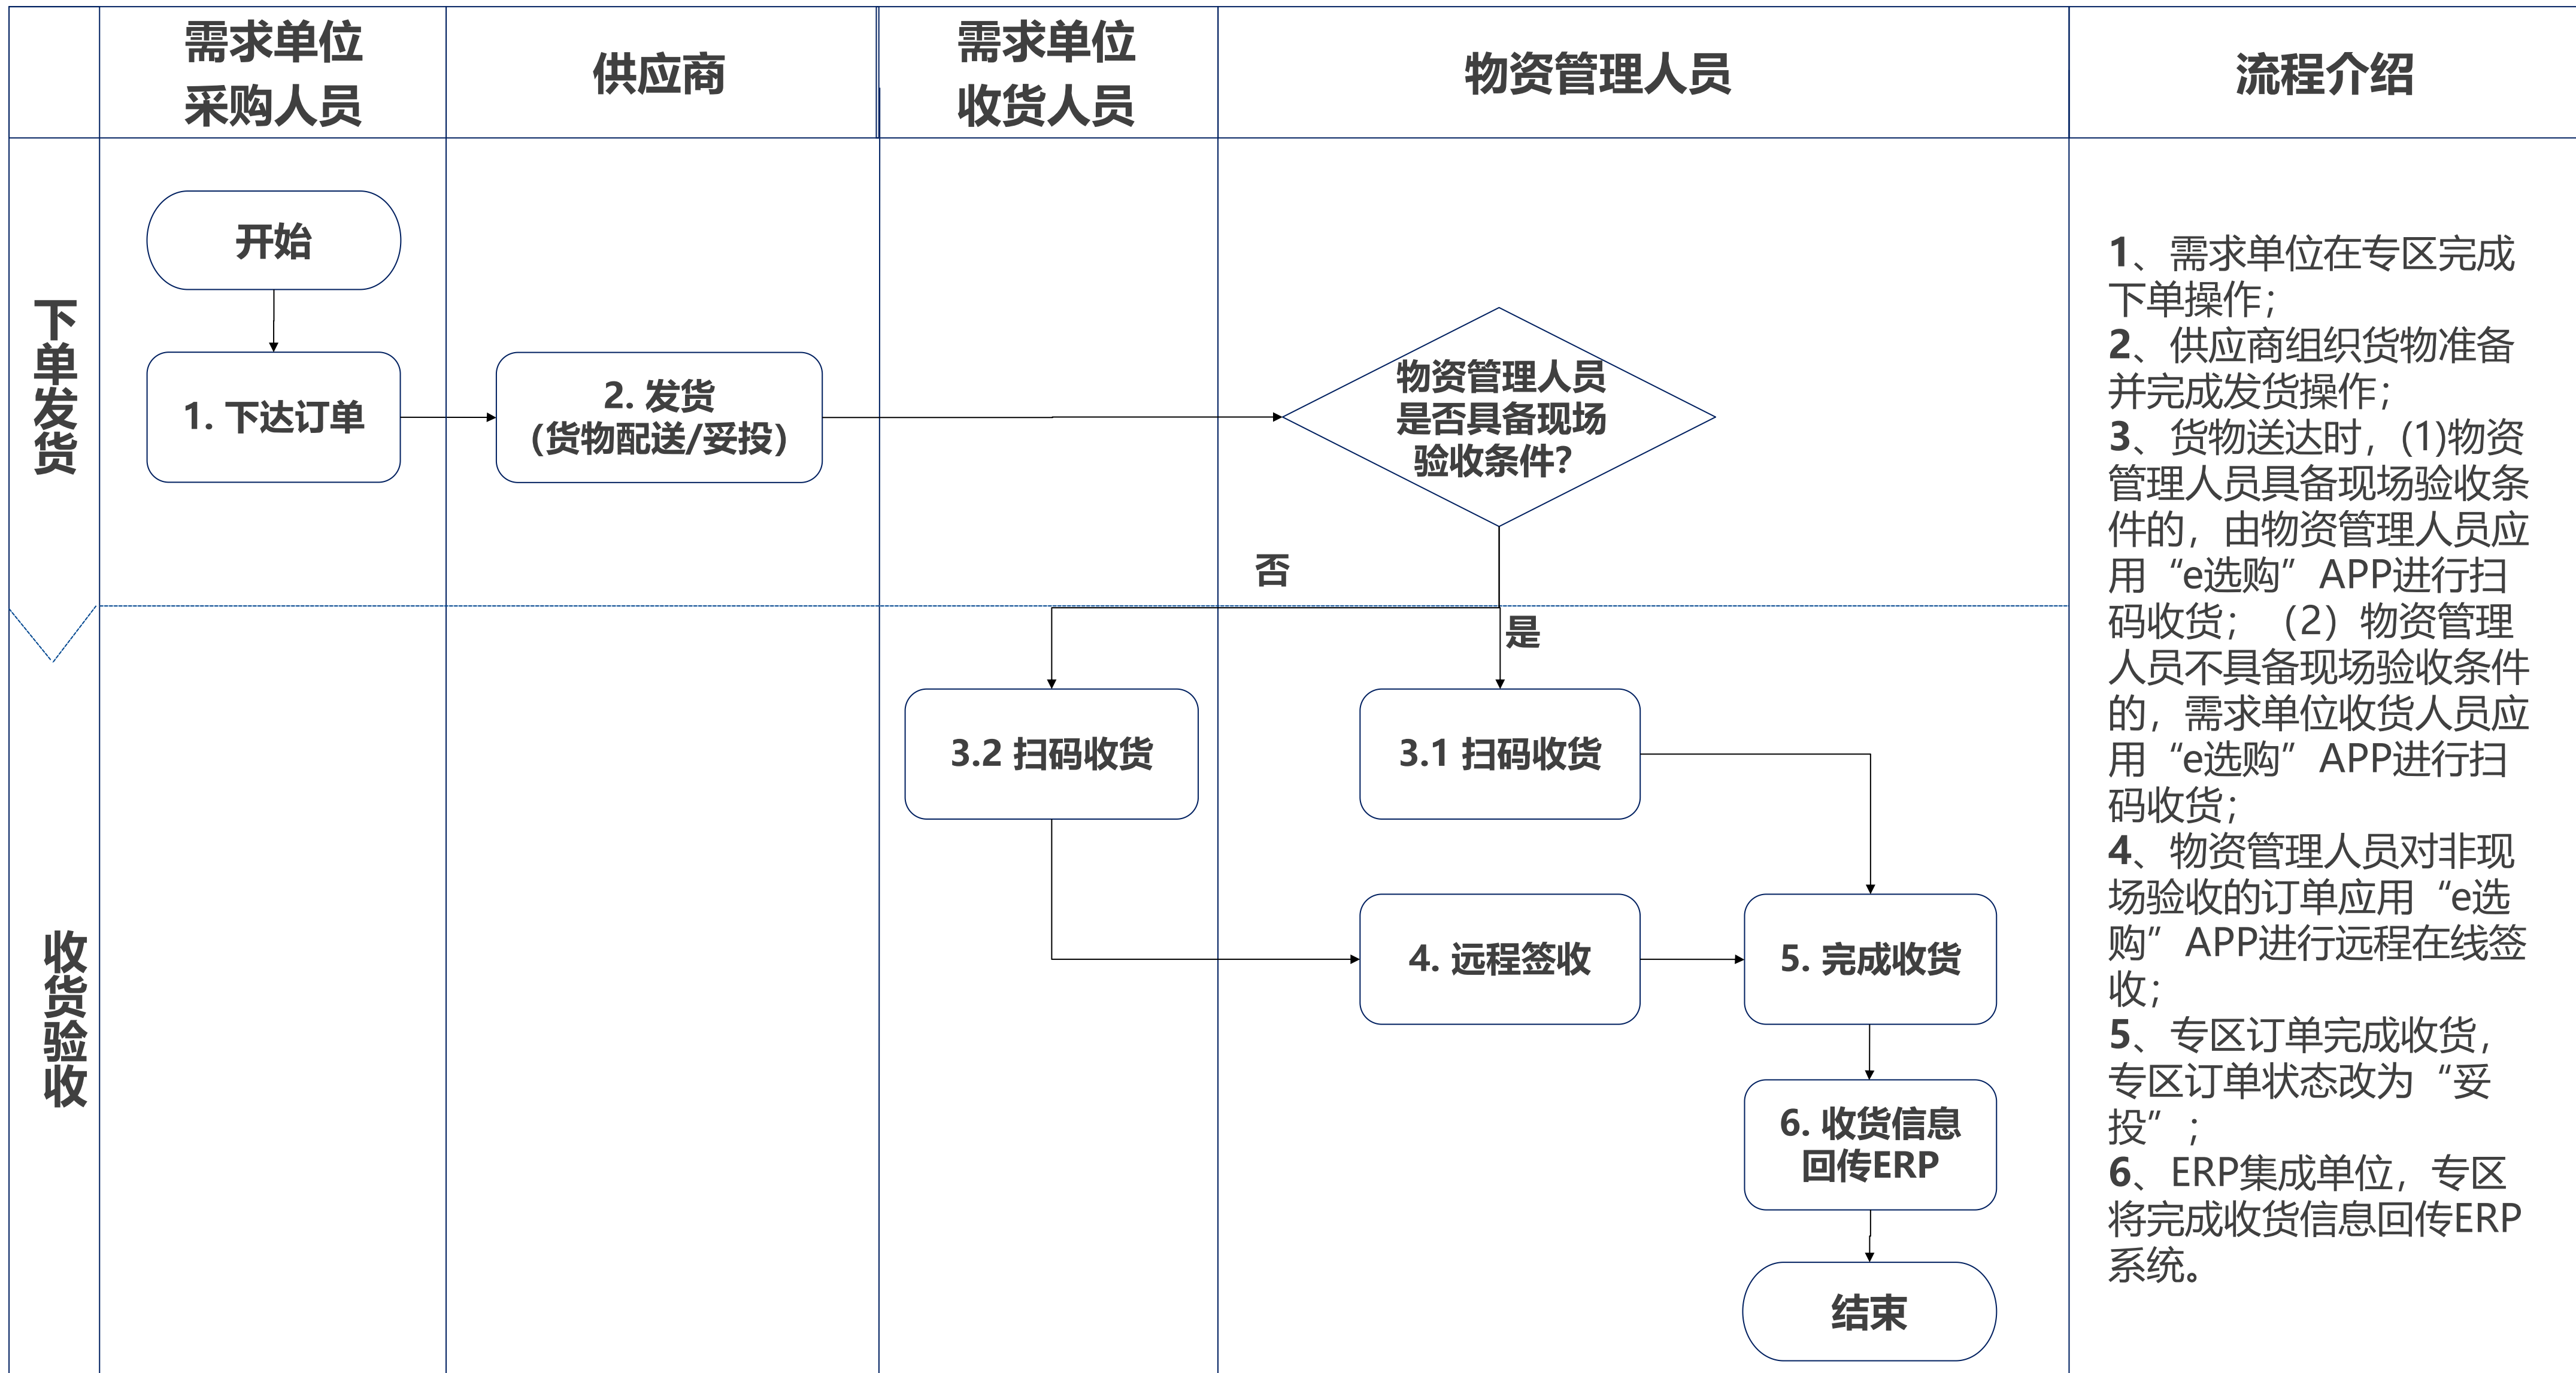 需求单位
采购人员
供应商
需求单位
收货人员
物资管理人员
流程介绍
下单发货
开始
1. 下达订单
2. 发货
(货物配送/妥投)
物资管理人员
是否具备现场
验收条件?
否
是
收货验收
3.2 扫码收货
3.1 扫码收货
4. 远程签收
5. 完成收货
6. 收货信息
回传ERP
结束
1、需求单位在专区完成
下单操作；
2、供应商组织货物准备
并完成发货操作；
3、货物送达时，(1)物资
管理人员具备现场验收条
件的，由物资管理人员应
用“e选购”APP进行扫
码收货；（2）物资管理
人员不具备现场验收条件
的，需求单位收货人员应
用“e选购”APP进行扫
码收货；
4、物资管理人员对非现
场验收的订单应用“e选
购”APP进行远程在线签
收；
5、专区订单完成收货，
专区订单状态改为“妥
投”；
6、ERP集成单位，专区
将完成收货信息回传ERP
系统。